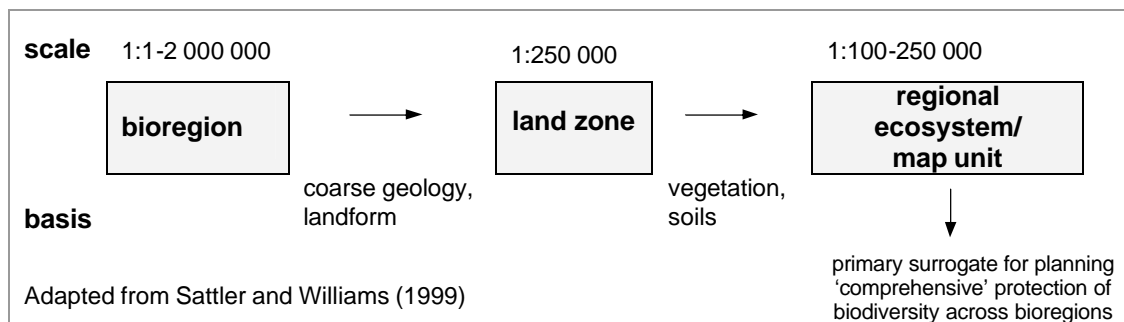 scale
1:1-2 000 000
1:250 000
1:100-250 000
bioregion
land zone
regional
ecosystem/
map unit
coarse geology,
landform
vegetation,
soils
basis
primary surrogate for planning
‘comprehensive’ protection of
biodiversity across bioregions
Adapted from Sattler and Williams (1999)